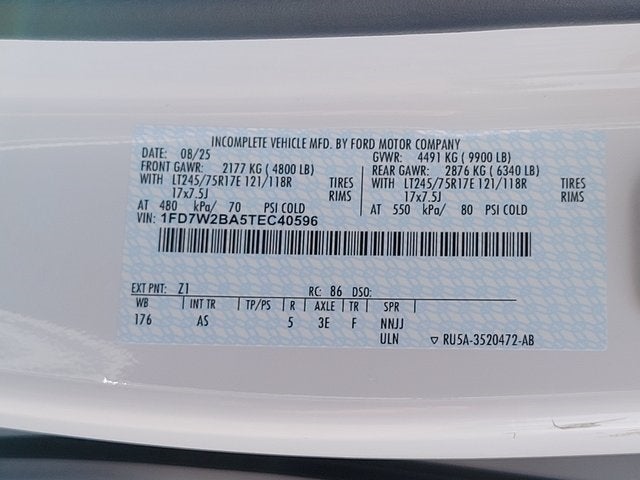 INCOMPLETE VEHICLE MFD. BY FORD MOTOR COMPANY
DATE: 08/25 GVWR: 4491 KG ( 9900 LB)
FRONT GAWR: 2177 KG ( 4800 LB) REAR GAWR: 2876 KG ( 6340 LB)
WITH LT245/75R17E 121/118R TIRES WITH LT245/75R17E 121/118R TIRES
17x7.5J RIMS 17x7.5J RIMS
AT 480 kPa/ 70 PSI COLD AT 550 kPa/ 80 PSI COLD
VIN: 1FD7W2BA5TEC40596
EXT PNT: Z1 RC: 86 DSO:
WB INT TR TP/PS R AXLE TR SPR
176 AS 5 3E F NNJJ
ULN RU5A-3520472-AB